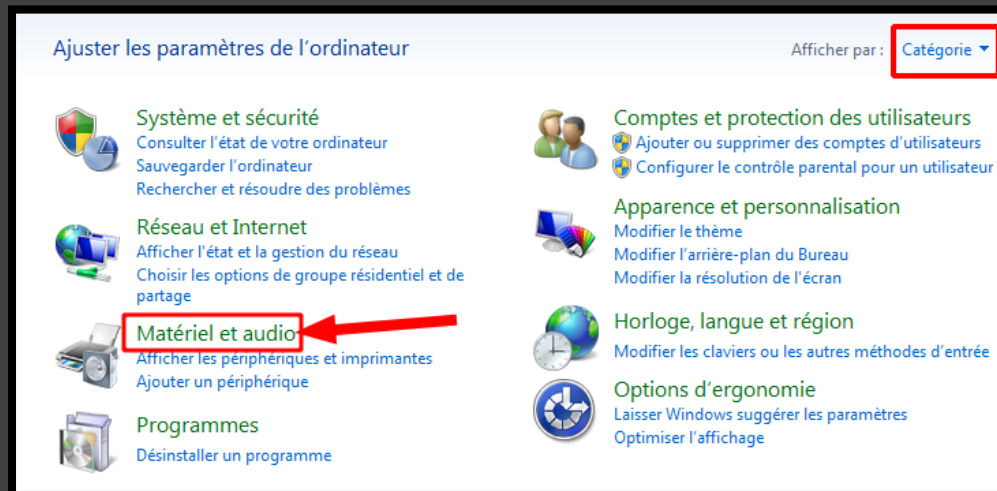 Ajuster les paramètres de l'ordinateur
Afficher par :
Catégorie
Système et sécurité
Consulter l'état de votre ordinateur
Sauvegarder l'ordinateur
Rechercher et résoudre des problèmes
Réseau et Internet
Afficher l'état et la gestion du réseau
Choisir les options de groupe résidentiel et de
partage
Matériel et audio
Afficher les périphériques et imprimantes
Ajouter un périphérique
Programmes
Désinstaller un programme
Comptes et protection des utilisateurs
Ajouter ou supprimer des comptes d'utilisateurs
Configurer le contrôle parental pour un utilisateur
Apparence et personnalisation
Modifier le thème
Modifier l'arrière-plan du Bureau
Modifier la résolution de l'écran
Horloge, langue et région
Modifier les claviers ou les autres méthodes d'entrée
Options d'ergonomie
Laisser Windows suggérer les paramètres
Optimiser l'affichage